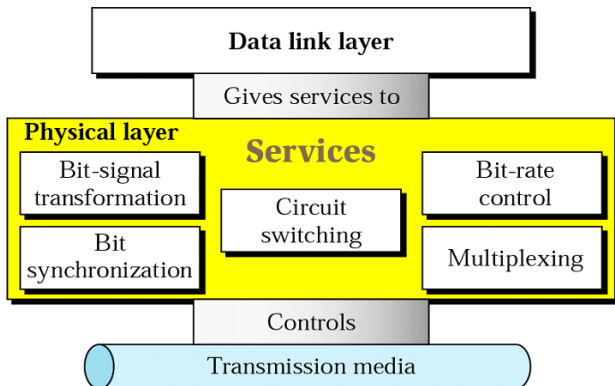 Data link layer
Gives services to
Physical layer
Services
Bit-signal
transformation
Bit-rate
control
Circuit
switching
Bit
synchronization
Multiplexing
Controls
Transmission media